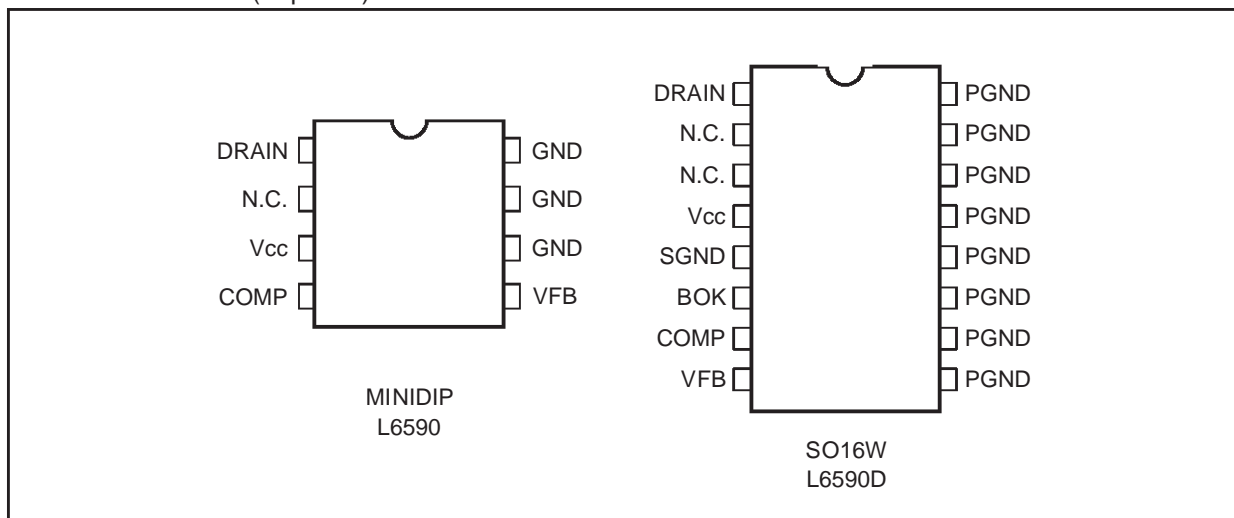 DRAIN
N.C.
Vcc
COMP
GND
GND
GND
VFB
MINIDIP
L6590
DRAIN
N.C.
N.C.
Vcc
SGND
BOK
COMP
VFB
PGND
PGND
PGND
PGND
PGND
PGND
PGND
PGND
SO16W
L6590D